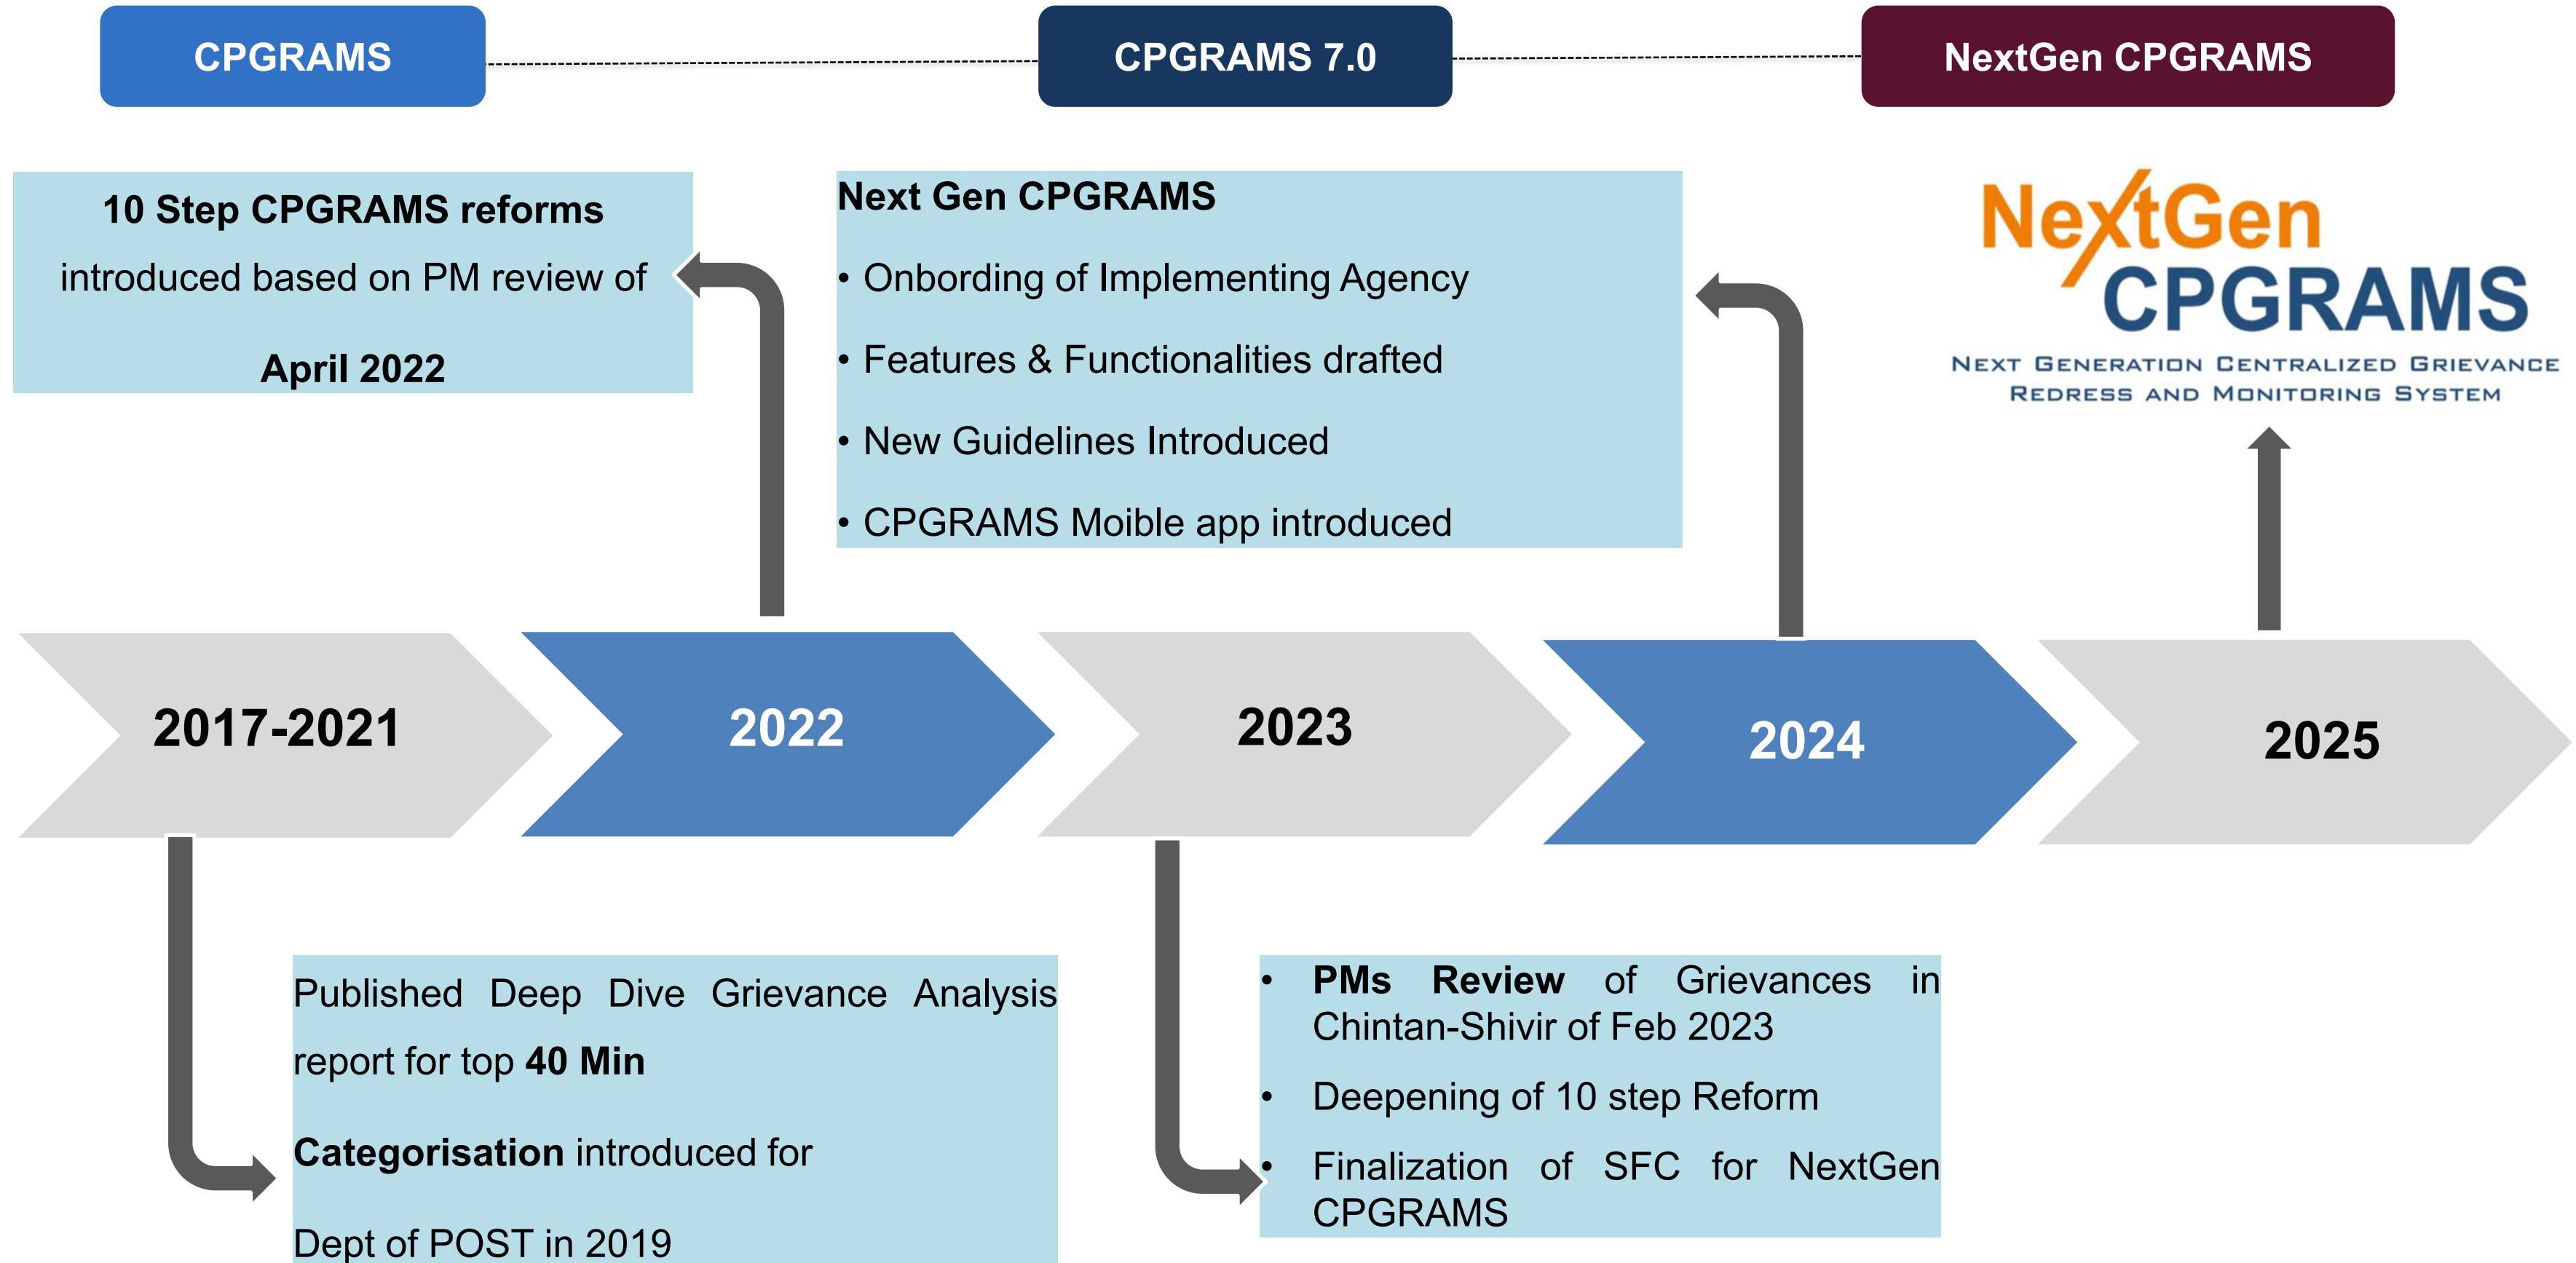 CPGRAMS
CPGRAMS 7.0
NextGen CPGRAMS
10 Step CPGRAMS reforms
introduced based on PM review of
April 2022
Next Gen CPGRAMS
• Onbording of Implementing Agency
• Features & Functionalities drafted
• New Guidelines Introduced
• CPGRAMS Moible app introduced
NextGen
CPGRAMS
NEXT GENERATION CENTRALIZED GRIEVANCE
REDRESS AND MONITORING SYSTEM
2017-2021
2022
2023
2024
2025
Published Deep Dive Grievance Analysis
report for top 40 Min
Categorisation introduced for
Dept of POST in 2019
• PMs Review of Grievances in
Chintan-Shivir of Feb 2023
• Deepening of 10 step Reform
• Finalization of SFC for NextGen
CPGRAMS